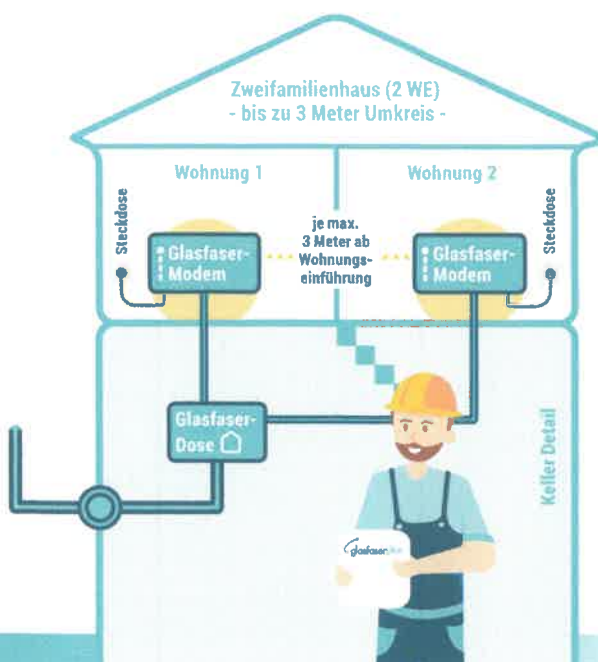 Zweifamilienhaus (2 WE)
- bis zu 3 Meter Umkreis -
Wohnung 1
Wohnung 2
Steckdose
Steckdose
je max.
3 Meter ab
Wohnungs-
einführung
Glasfaser-
Modem
Glasfaser-
Modem
Glasfaser-
Dose
Keller Detail
glasfaser